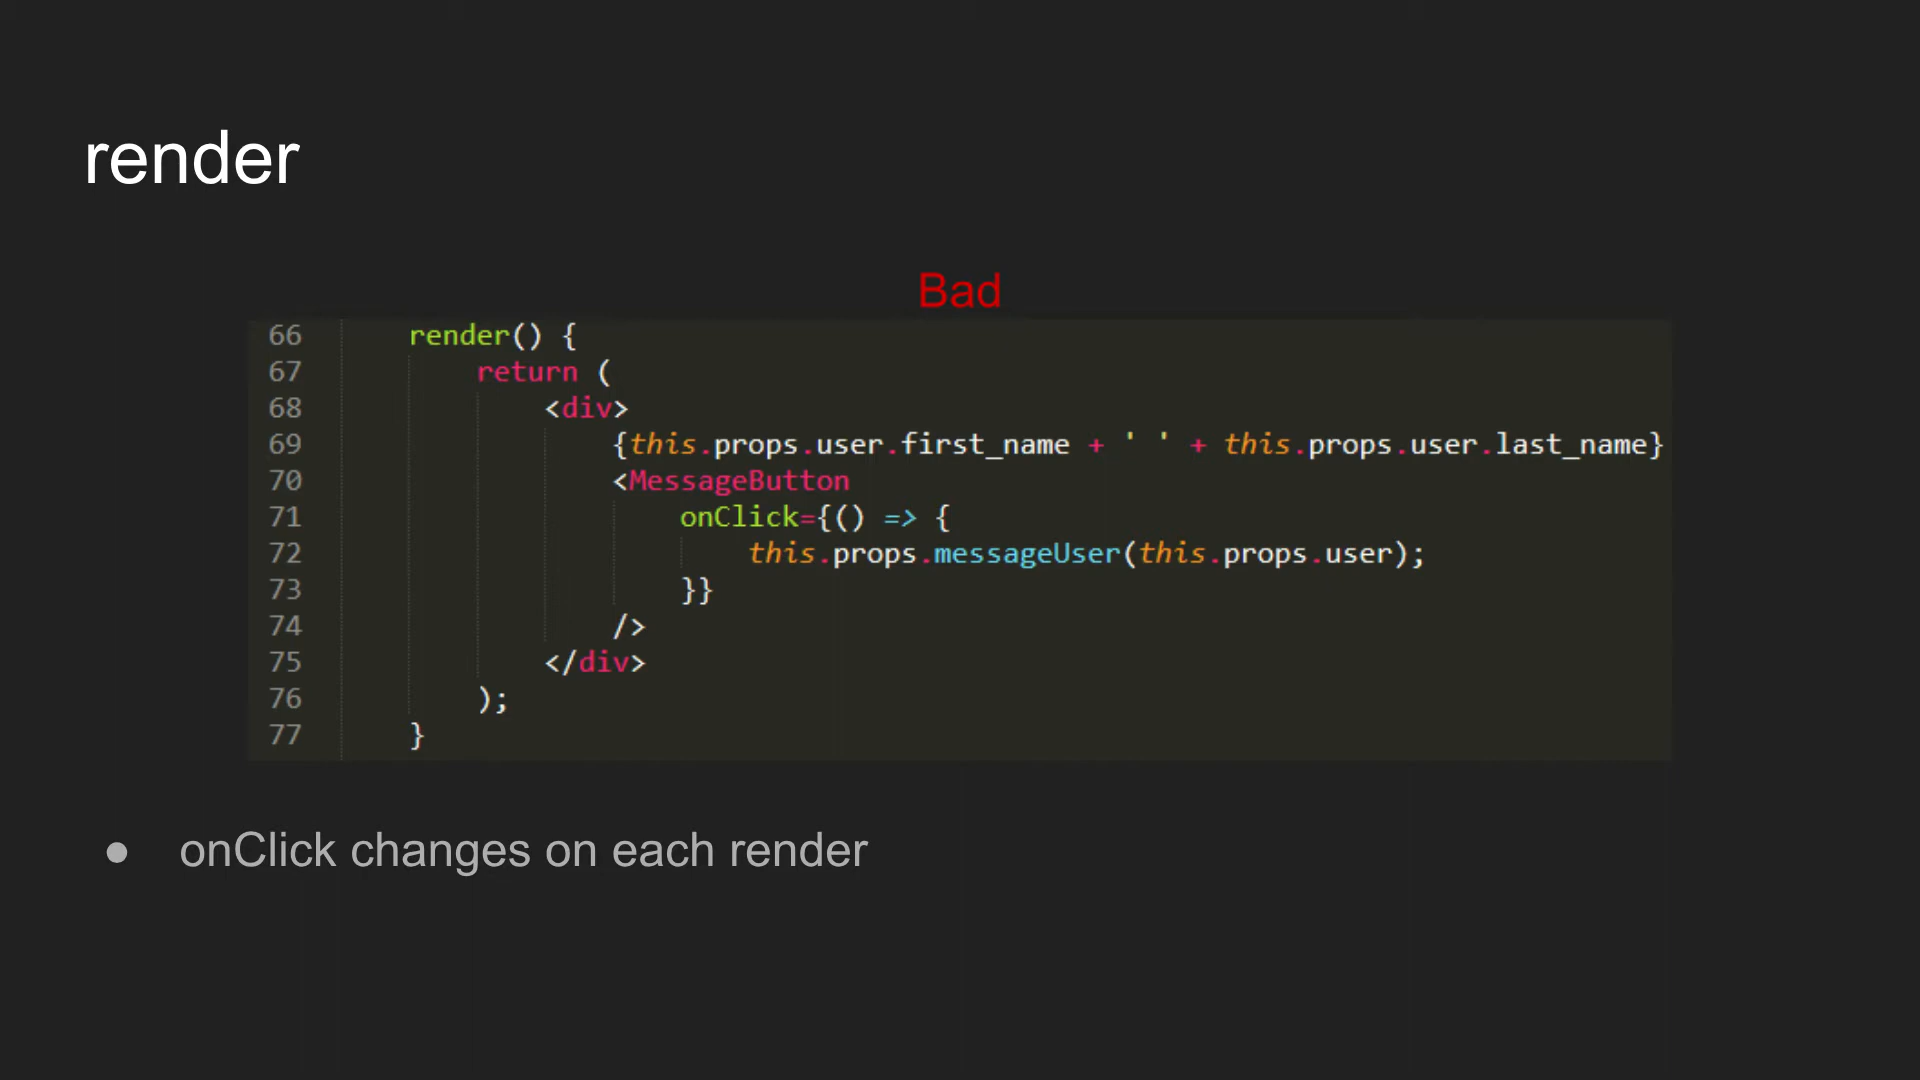 render
Bad
66 render() {
67 return (
68 <div>
69 {this.props.user.first_name + ' ' + this.props.user.last_name}
70 <MessageButton
71 onClick={() => {
72 this.props.messageUser(this.props.user);
73 }}
74 />
75 </div>
76 );
77 }
● onClick changes on each render